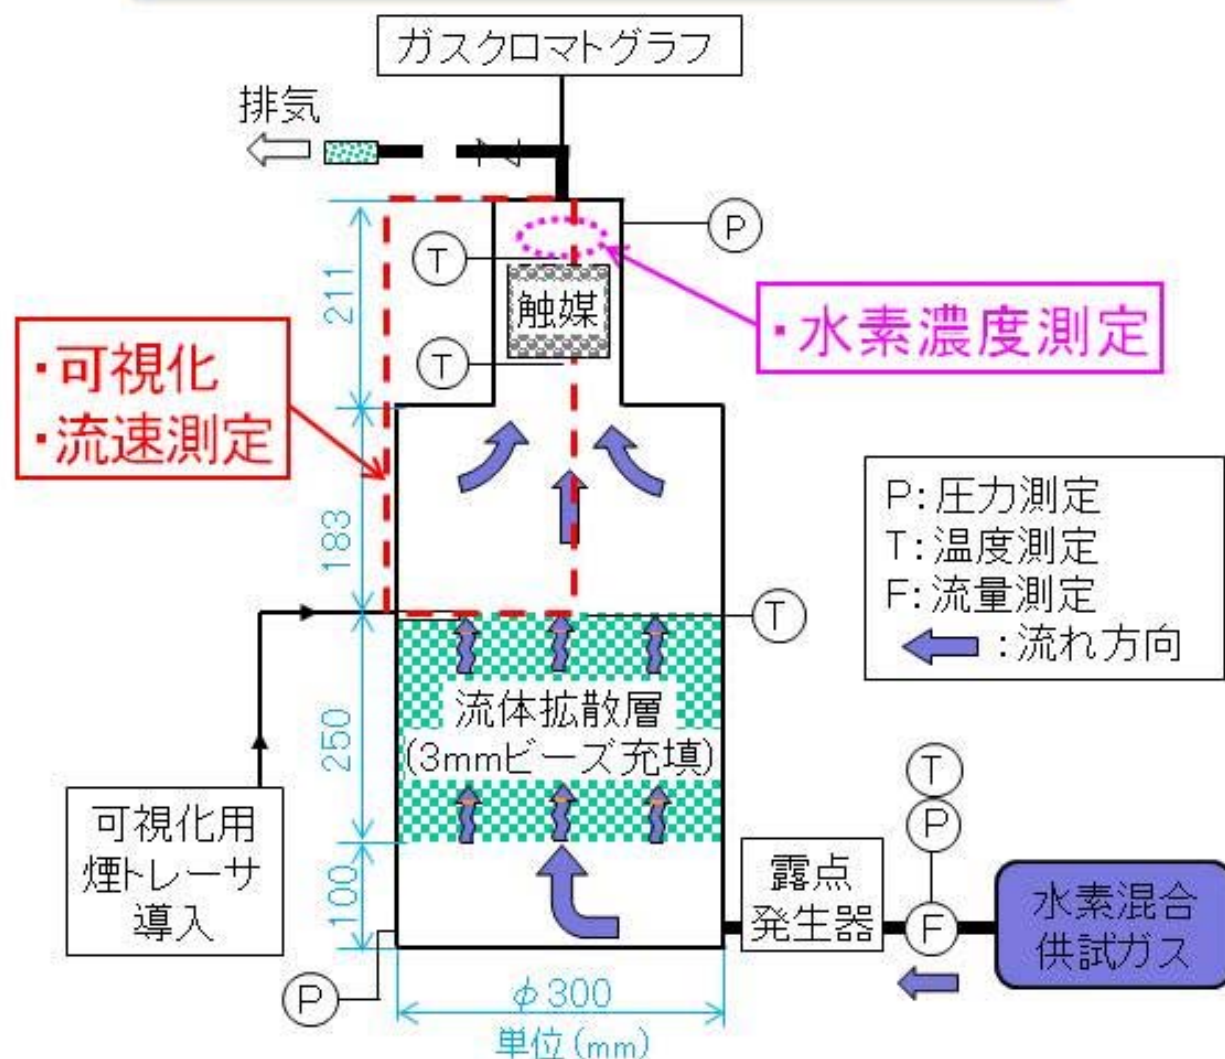 ガスクロマトグラフ
排気
P
T
触媒
・水素濃度測定
211
T
・可視化
・流速測定
P:圧力測定
T:温度測定
F:流量測定
:流れ方向
183
T
流体拡散層
(3mmビーズ充填)
250
可視化用
煙トレーサ
導入
T
P
100
露点
発生器
F
水素混合
供試ガス
P
φ300
単位(mm)